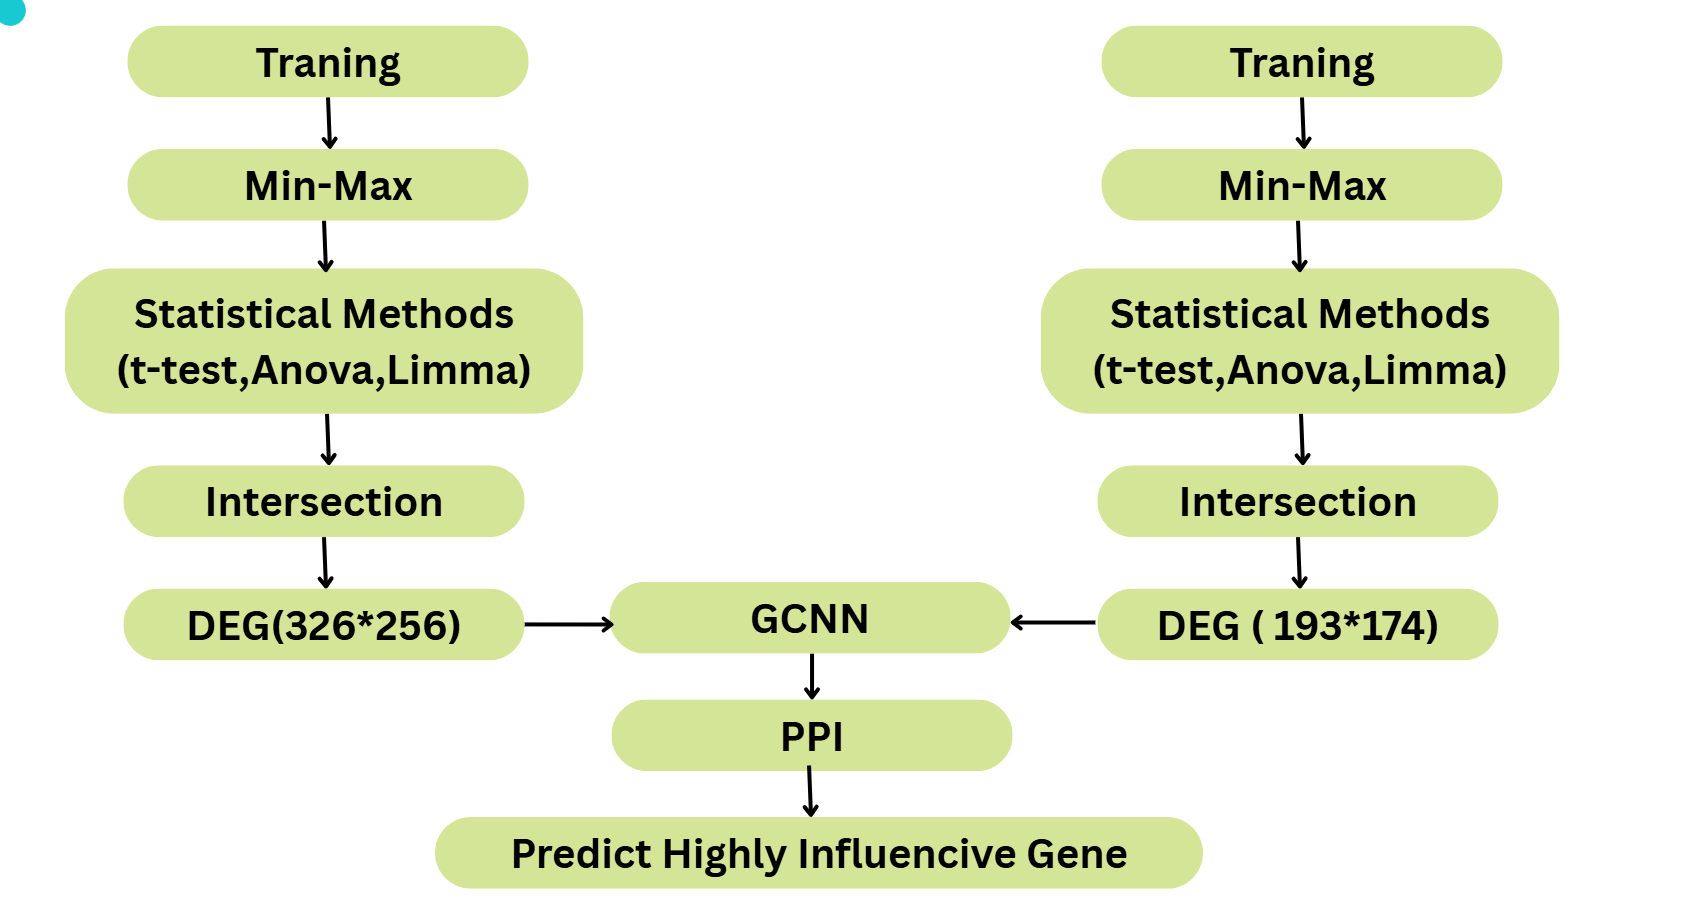 Traning
Min-Max
Statistical Methods
(t-test,Anova,Limma)
Intersection
DEG(326*256)
Traning
Min-Max
Statistical Methods
(t-test,Anova,Limma)
Intersection
DEG ( 193*174)
GCNN
PPI
Predict Highly Influencive Gene